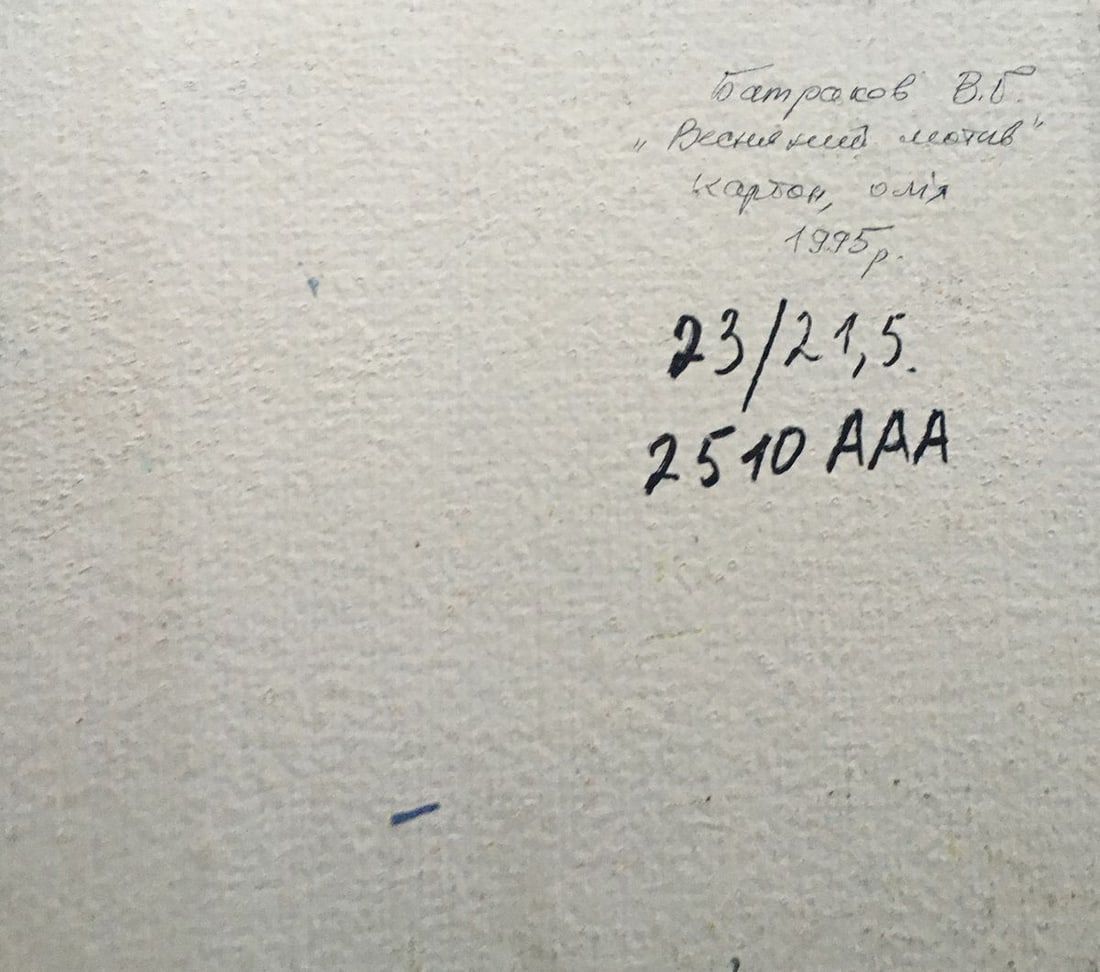 Батраков В.Б.
„Весняний мотив"
картон, олія
1995р.
23/21,5.
2510 AAA